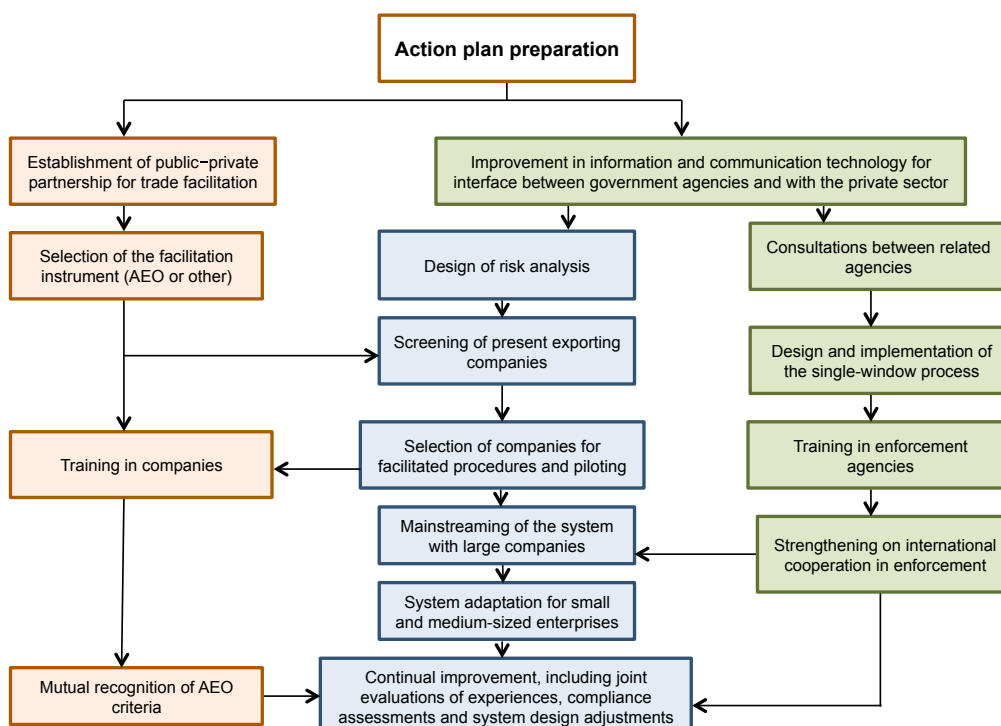 Action plan preparation
Establishment of public−private
partnership for trade facilitation
Improvement in information and communication technology for
interface between government agencies and with the private sector
Selection of the facilitation
instrument (AEO or other)
Design of risk analysis
Consultations between related
agencies
Screening of present exporting
companies
Design and implementation of
the single-window process
Training in companies
Selection of companies for
facilitated procedures and piloting
Training in enforcement
agencies
Mainstreaming of the system
with large companies
Strengthening on international
cooperation in enforcement
System adaptation for small
and medium-sized enterprises
Mutual recognition of AEO
criteria
Continual improvement, including joint
evaluations of experiences, compliance
assessments and system design adjustments